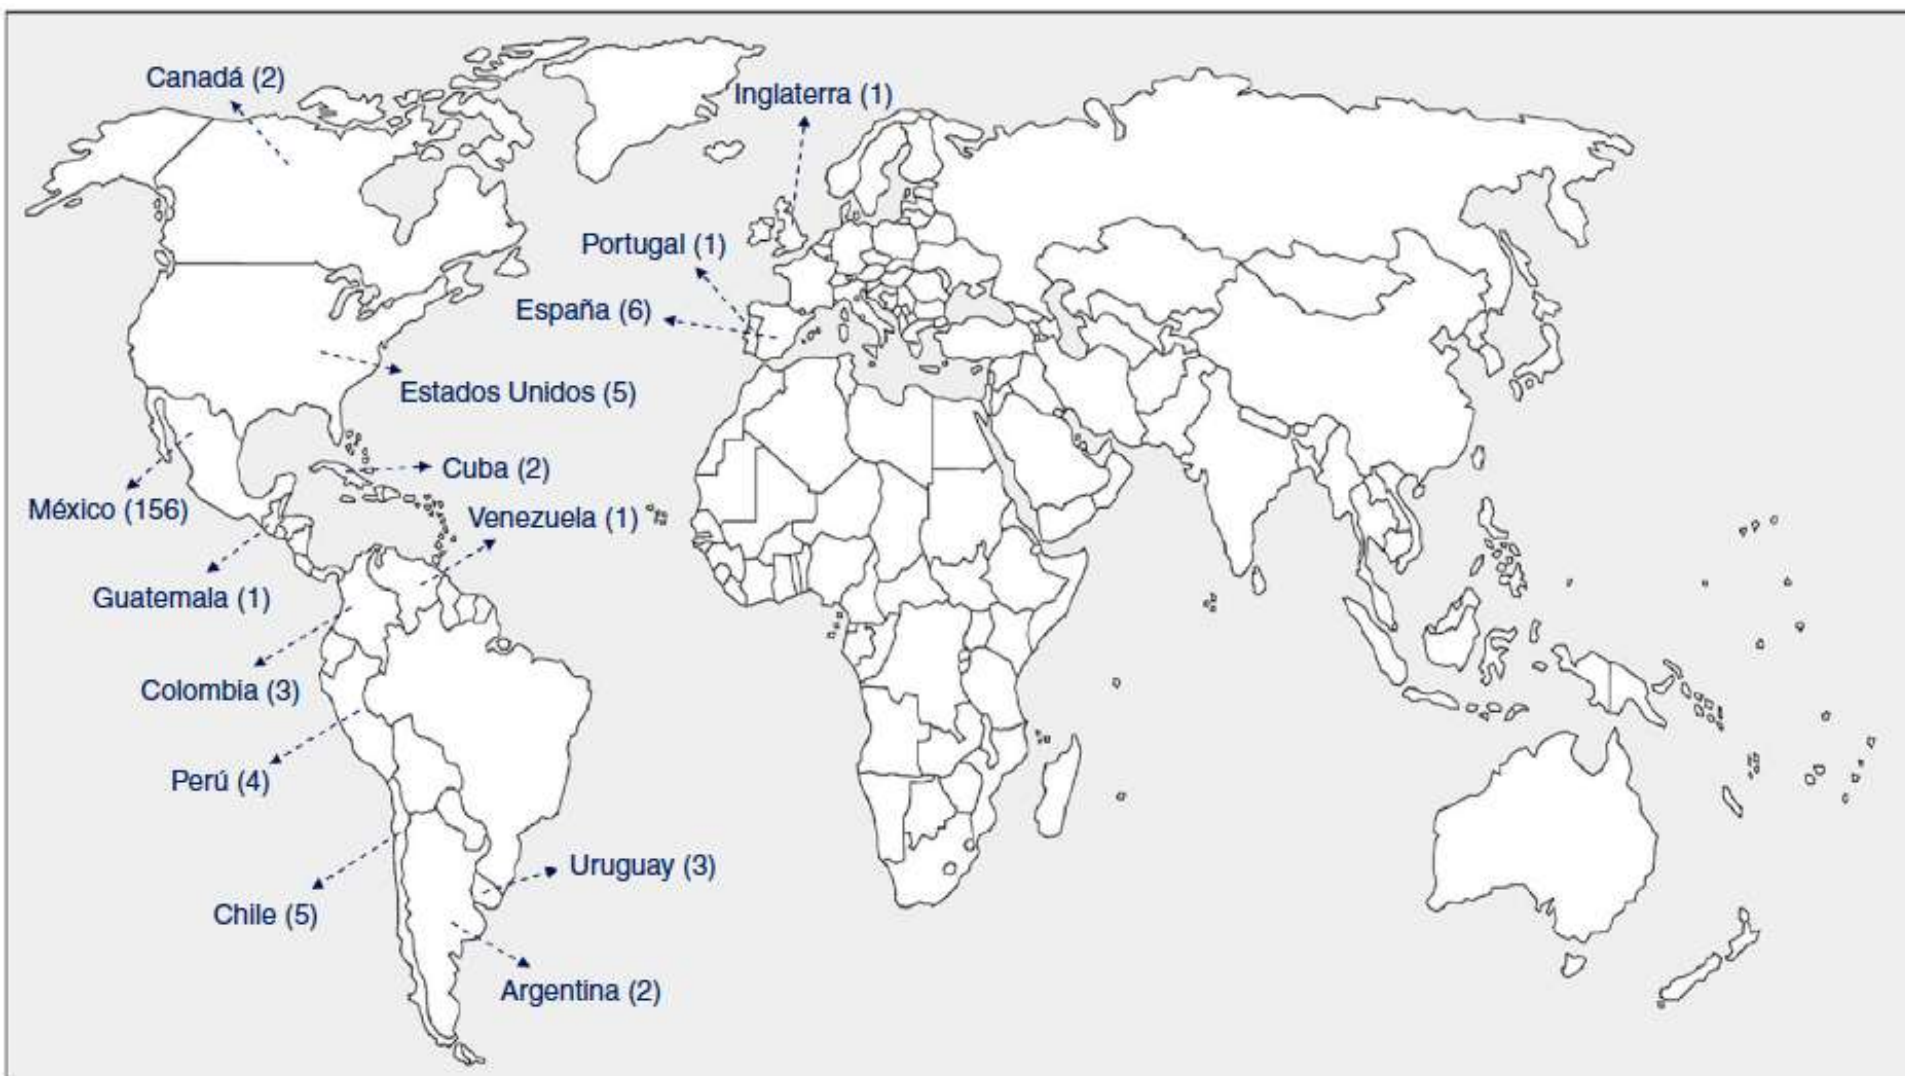 Canadá (2)
Inglaterra (1)
Portugal (1)
España (6)
Estados Unidos (5)
Cuba (2)
México (156)
Venezuela (1)
Guatemala (1)
Colombia (3)
Perú (4)
Uruguay (3)
Chile (5)
Argentina (2)